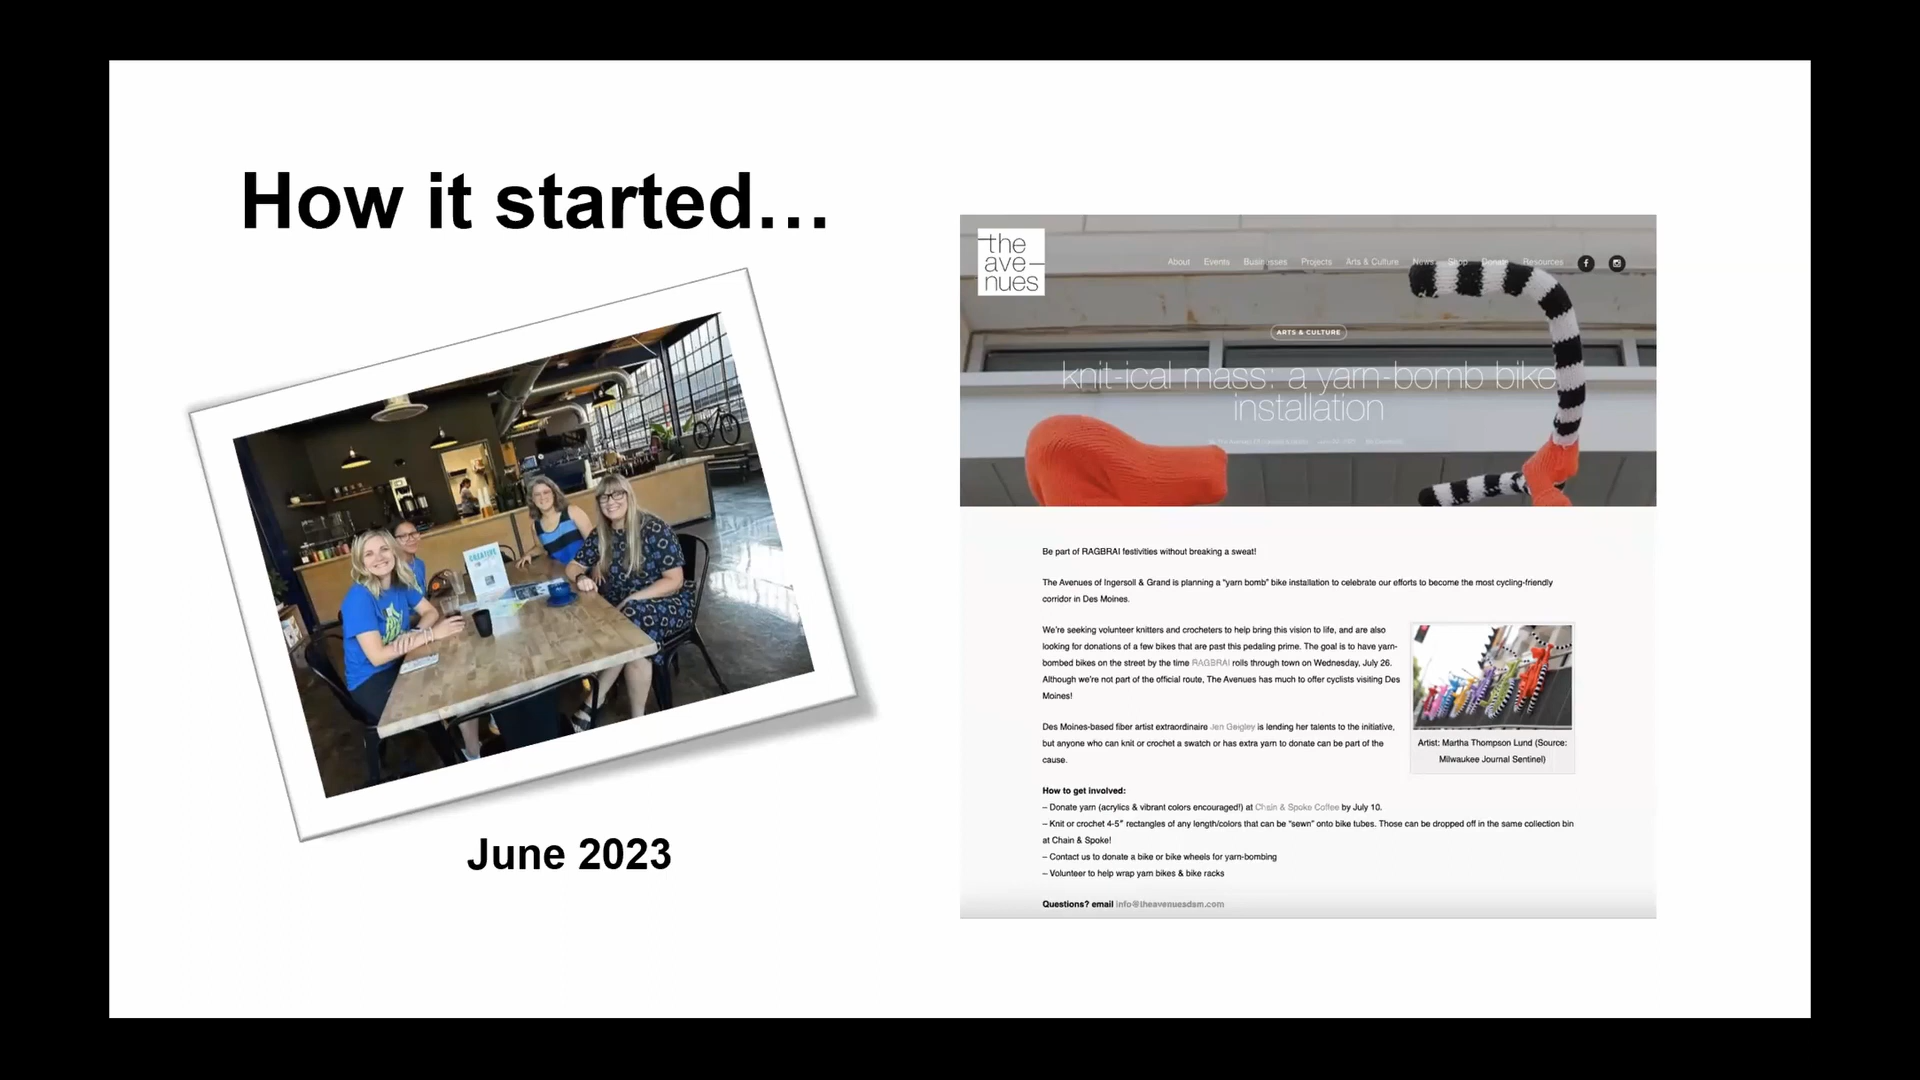 How it started…
June 2023
the
ave
nues
About Events Businesses Projects Arts & Culture News Shop Donate Resources
ARTS & CULTURE
knit-ical mass: a yarn-bomb bike
installation
Be part of RAGBRAI festivities without breaking a sweat!
The Avenues of Ingersoll & Grand is planning a “yarn bomb” bike installation to celebrate our efforts to become the most cycling-friendly
corridor in Des Moines.
We’re seeking volunteer knitters and crocheters to help bring this vision to life, and are also
looking for donations of a few bikes that are past this pedaling prime. The goal is to have yarn-
bombed bikes on the street by the time RAGBRAI rolls through town on Wednesday, July 26.
Although we’re not part of the official route, The Avenues has much to offer cyclists visiting Des
Moines!
Des Moines-based fiber artist extraordinaire Jen Geigley is lending her talents to the initiative,
but anyone who can knit or crochet a swatch or has extra yarn to donate can be part of the
cause.
Artist: Martha Thompson Lund (Source:
Milwaukee Journal Sentinel)
How to get involved:
– Donate yarn (acrylics & vibrant colors encouraged!) at Chain & Spoke Coffee by July 10.
– Knit or crochet 4-5″ rectangles of any length/colors that can be “sewn” onto bike tubes. Those can be dropped off in the same collection bin
at Chain & Spoke!
– Contact us to donate a bike or bike wheels for yarn-bombing
– Volunteer to help wrap yarn bikes & bike racks
Questions? email info@theavenuesdsm.com
CREATIVE